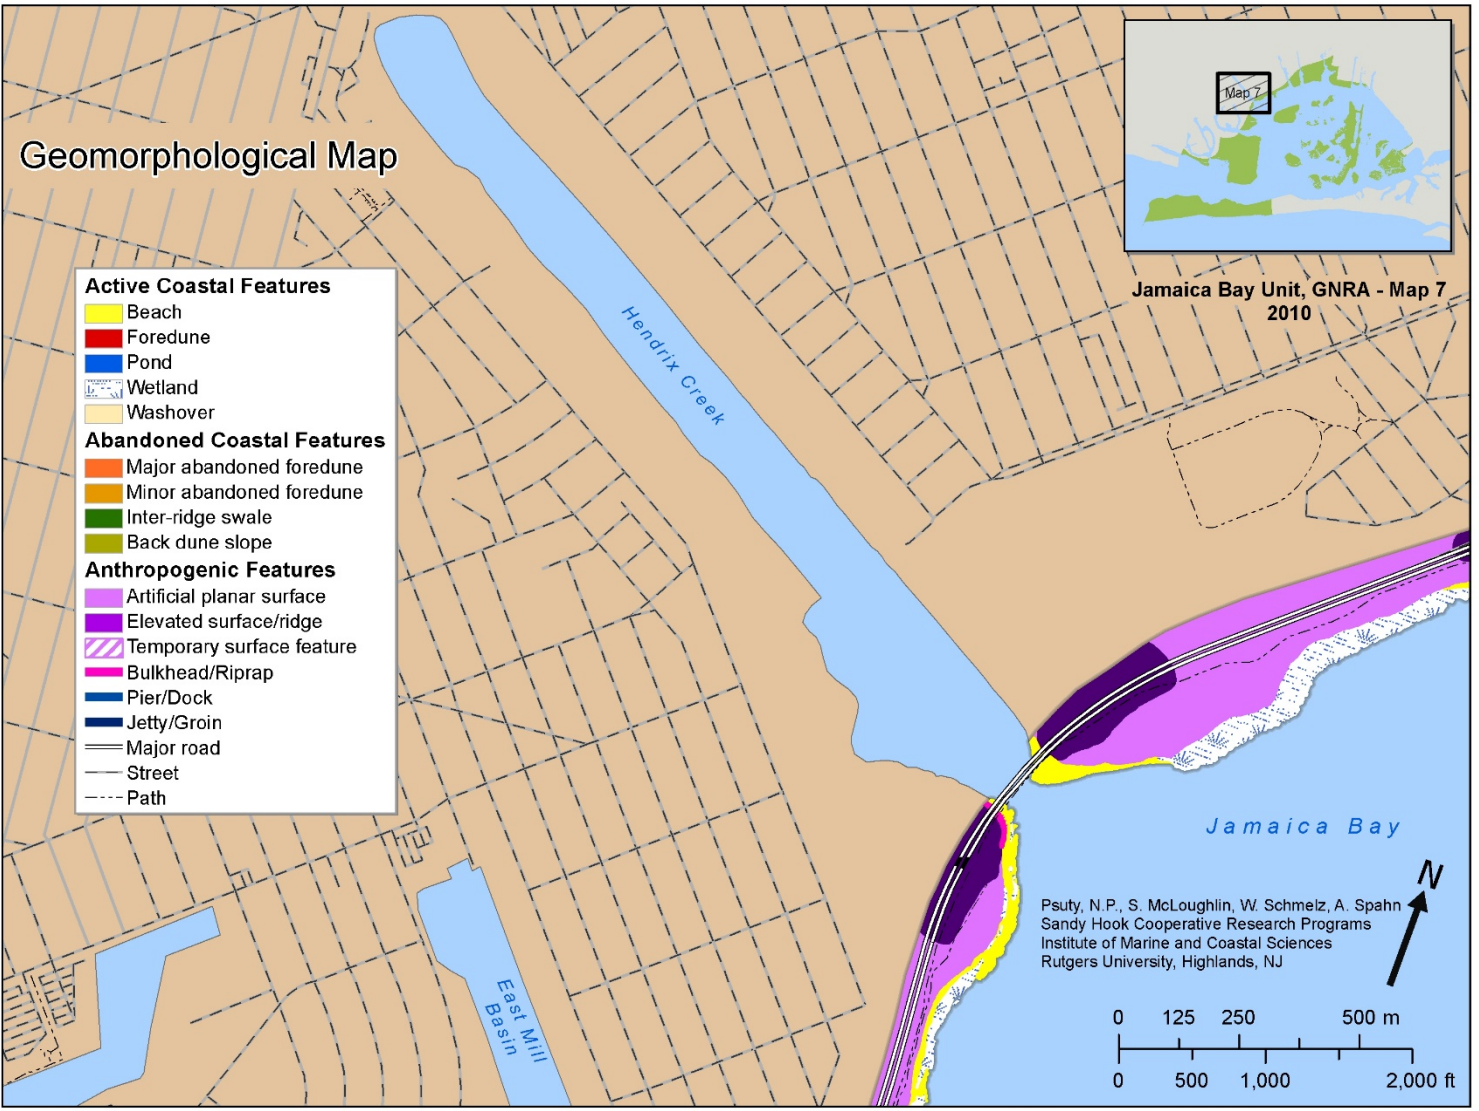 Geomorphological Map
Map 7
Jamaica Bay Unit, GNRA - Map 7
2010
Active Coastal Features
Beach
Foredune
Pond
Wetland
Washover
Abandoned Coastal Features
Major abandoned foredune
Minor abandoned foredune
Inter-ridge swale
Back dune slope
Anthropogenic Features
Artificial planar surface
Elevated surface/ridge
Temporary surface feature
Bulkhead/Riprap
Pier/Dock
Jetty/Groin
Major road
Street
Path
Hendrix Creek
East Mill
Basin
Jamaica Bay
N
Psuty, N.P., S. McLoughlin, W. Schmelz, A. Spahn
Sandy Hook Cooperative Research Programs
Institute of Marine and Coastal Sciences
Rutgers University, Highlands, NJ
0 125 250 500 m
0 500 1,000 2,000 ft